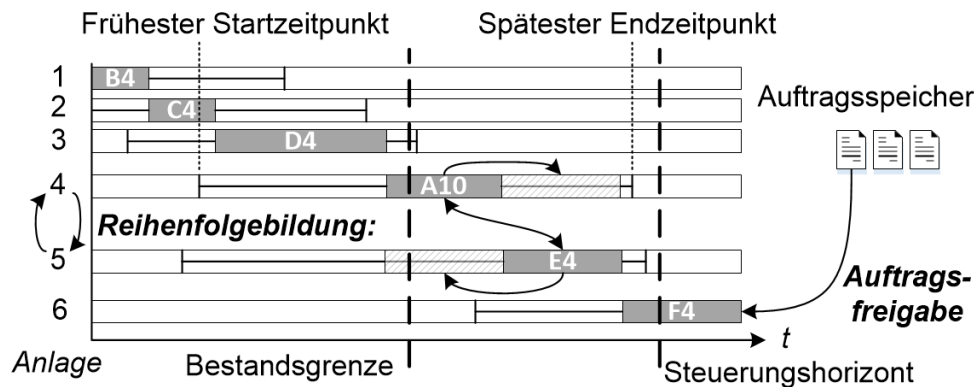 Frühester Startzeitpunkt
Spätester Endzeitpunkt
1
B4
2
C4
Auftragsspeicher
3
D4
4
A10
Reihenfolgebildung:
5
E4
Auftrags-
freigabe
6
F4
t
Anlage
Bestandsgrenze
Steuerungshorizont